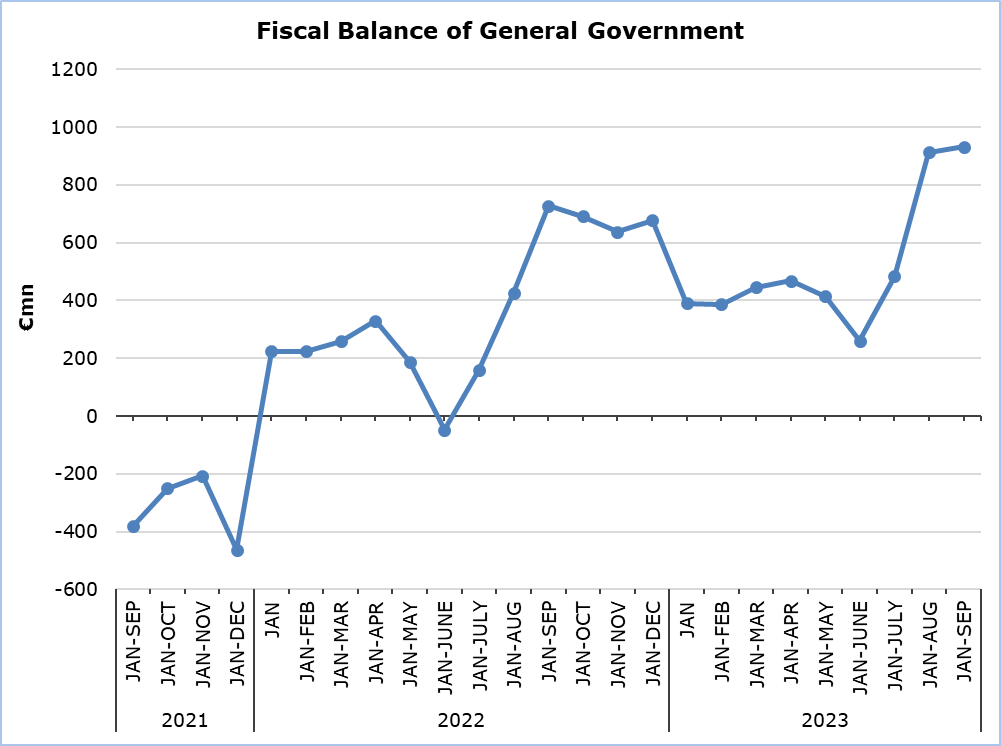 Fiscal Balance of General Government
1200
1000
800
600
400
200
0
-200
-400
-600
€mn
JAN-SEP
JAN-OCT
JAN-NOV
JAN-DEC
JAN
JAN-FEB
JAN-MAR
JAN-APR
JAN-MAY
JAN-JUNE
JAN-JULY
JAN-AUG
JAN-SEP
JAN-OCT
JAN-NOV
JAN-DEC
JAN
JAN-FEB
JAN-MAR
JAN-APR
JAN-MAY
JAN-JUNE
JAN-JULY
JAN-AUG
JAN-SEP
2021
2022
2023